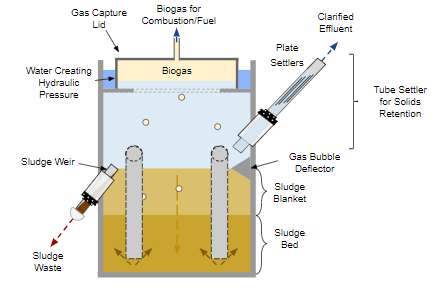 Gas Capture
Lid
Biogas for
Combustion/Fuel
Clarified
Effluent
Plate
Settlers
Biogas
Water Creating
Hydraulic
Pressure
Tube Settler
for Solids
Retention
Sludge Weir
Gas Bubble
Deflector
Sludge
Blanket
Sludge
Bed
Sludge
Waste